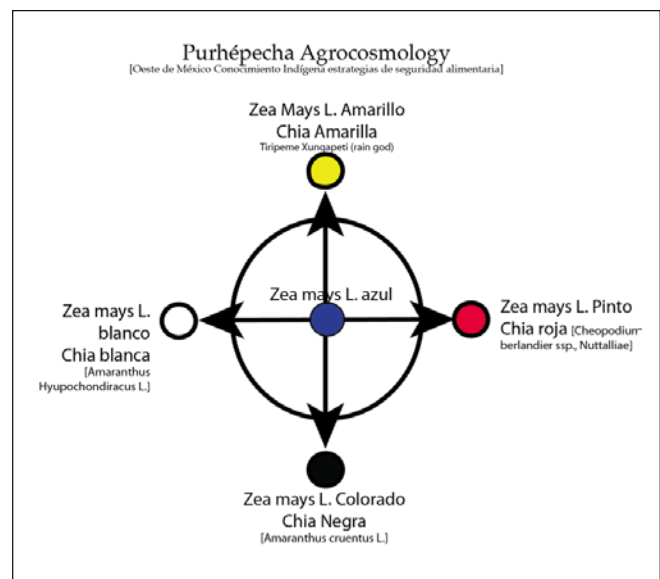 Purhépecha Agrocosmology
[Oeste de México Conocimiento Indígena estrategias de seguridad alimentaria]
Zea Mays L. Amarillo
Chia Amarilla
Tiripeme Xungapeti (rain god)
Zea mays L. azul
Zea mays L.
blanco
Chia blanca
[Amaranthus
Hyupochondiracus L.]
Zea mays L. Pinto
Chia roja [Cheopodium
berlandier ssp., Nuttalliae]
Zea mays L. Colorado
Chia Negra
[Amaranthus cruentus L.]